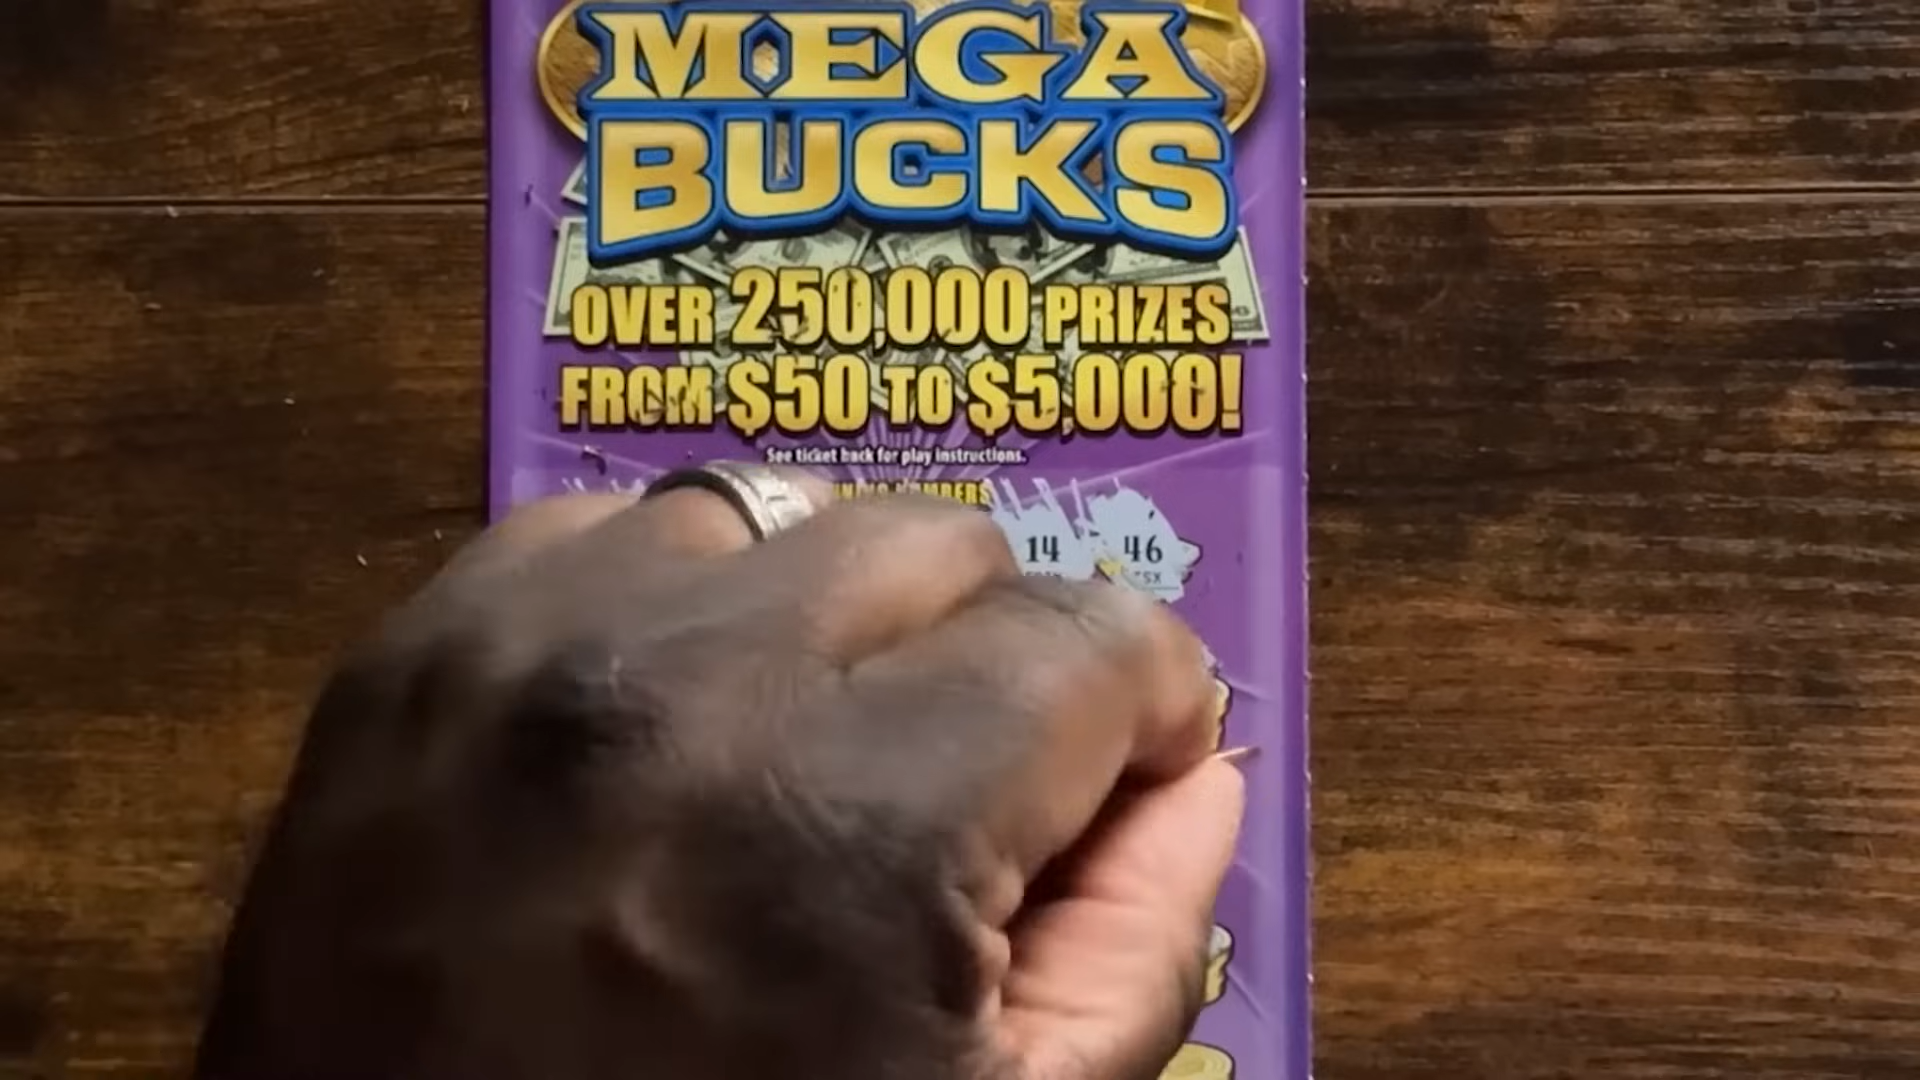 MEGA
BUCKS
OVER 250,000 PRIZES
FROM $50 TO $5,000!
See ticket back for play instructions.
NUMBERS
14 46